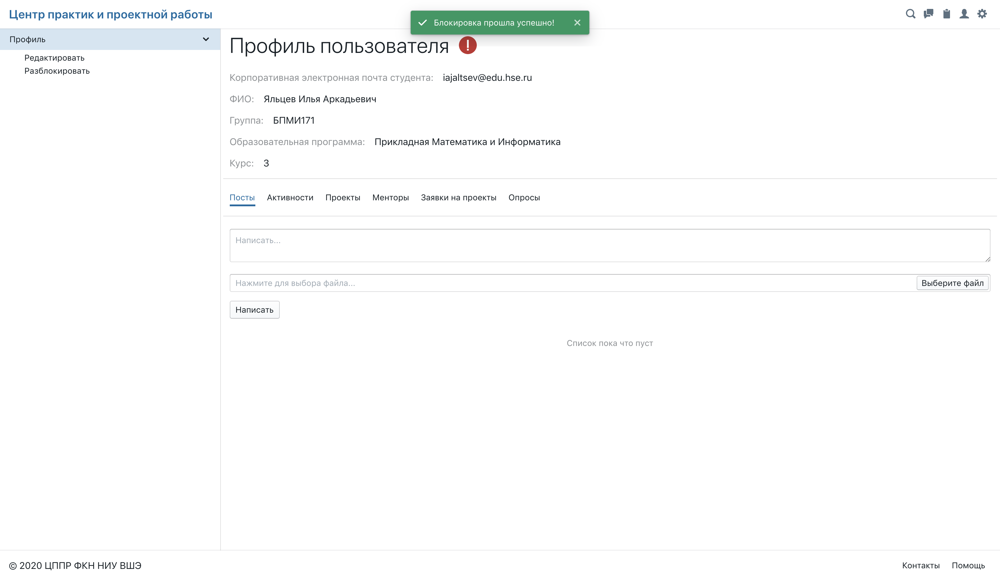 Центр практик и проектной работы
Блокировка прошла успешно!
Профиль
Редактировать
Разблокировать
Профиль пользователя
Корпоративная электронная почта студента: iajaltsev@edu.hse.ru
ФИО: Яльцев Илья Аркадьевич
Группа: БПМИ171
Образовательная программа: Прикладная Математика и Информатика
Курс: 3
Посты Активности Проекты Менторы Заявки на проекты Опросы
Написать...
Нажмите для выбора файла... Выберите файл
Написать
Список пока что пуст
© 2020 ЦППР ФКН НИУ ВШЭ
Контакты Помощь